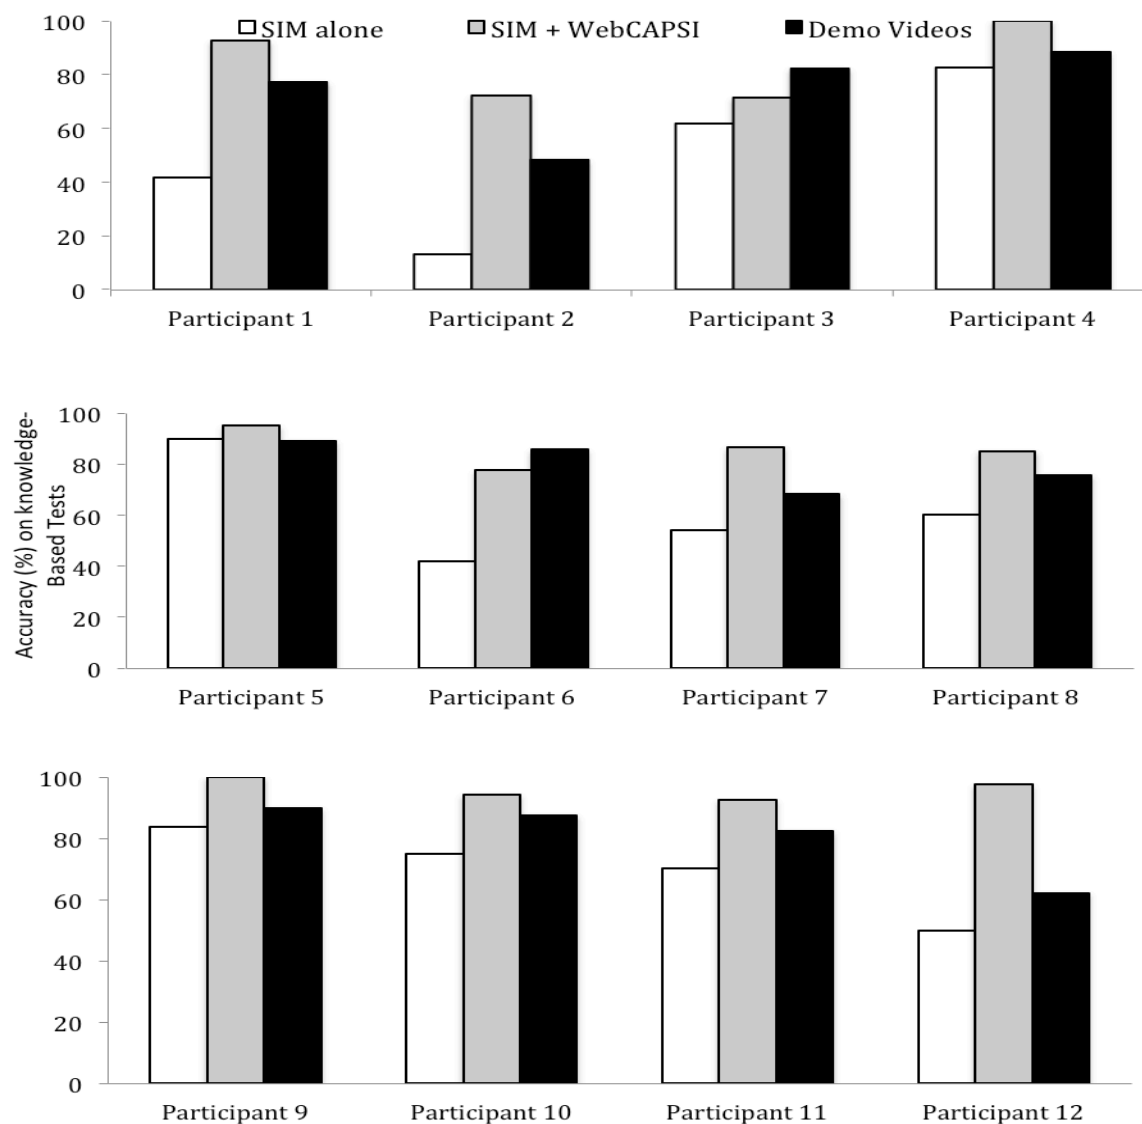 100
SIM alone
SIM + WebCAPSI
Demo Videos
80
60
40
20
0
Participant 1
Participant 2
Participant 3
Participant 4
Accuracy (%) on knowledge-
Based Tests
100
80
60
40
20
0
Participant 5
Participant 6
Participant 7
Participant 8
100
80
60
40
20
0
Participant 9
Participant 10
Participant 11
Participant 12